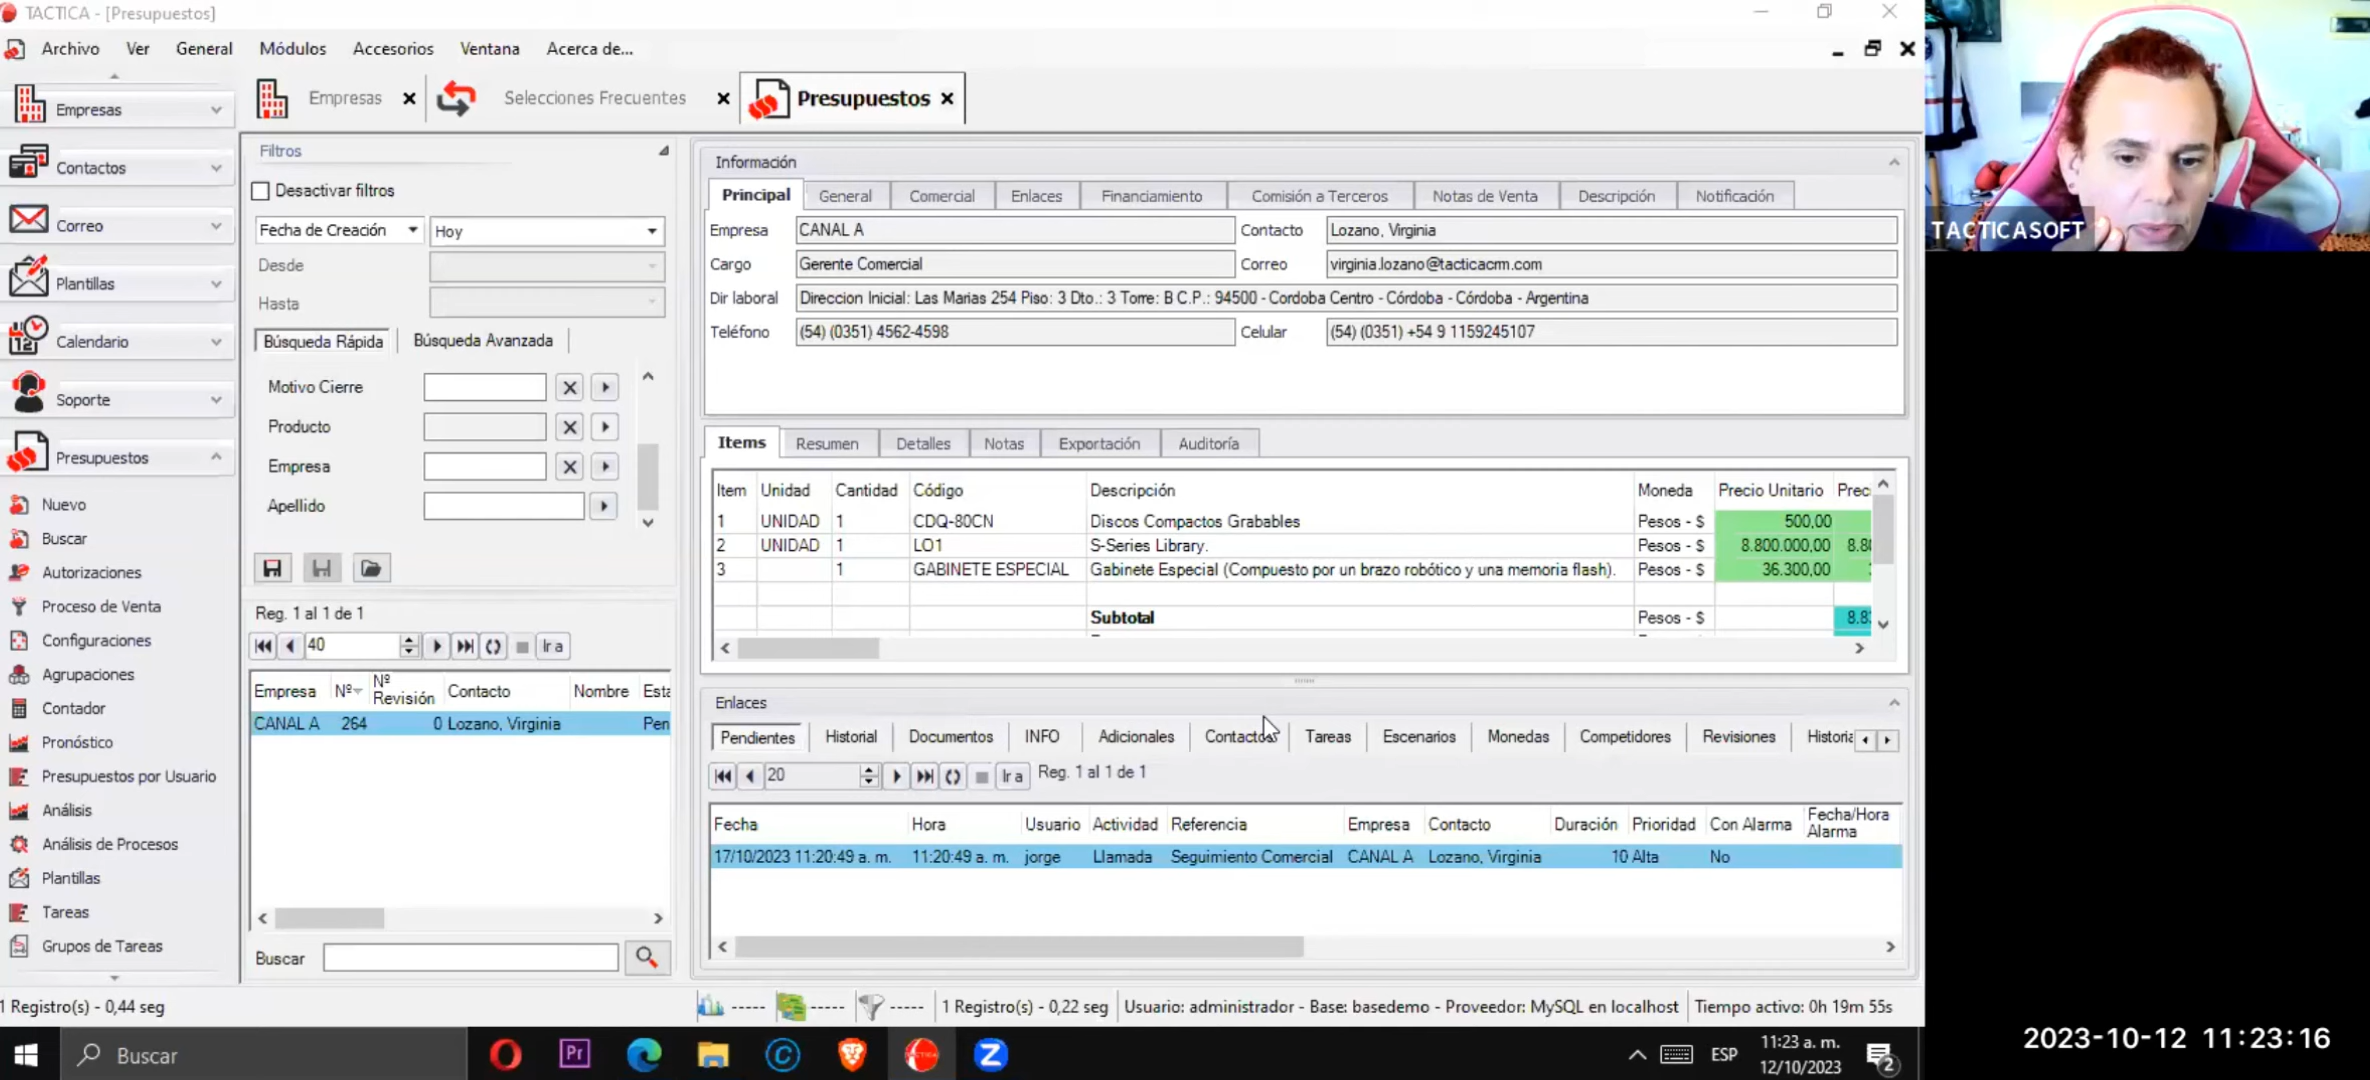 TACTICA - [Presupuestos]
Archivo Ver General Módulos Accesorios Ventana Acerca de...
Empresas
Contactos
Correo
Plantillas
Calendario
12
Soporte
Presupuestos
Nuevo
Buscar
Autorizaciones
Proceso de Venta
Configuraciones
Agrupaciones
Contador
Pronóstico
Presupuestos por Usuario
Análisis
Análisis de Procesos
Plantillas
Tareas
Grupos de Tareas
Empresas Selecciones Frecuentes Presupuestos
Filtros
Desactivar filtros
Fecha de Creación Hoy
Desde
Hasta
Búsqueda Rápida Búsqueda Avanzada
Motivo Cierre
Producto
Empresa
Apellido
Reg. 1 al 1 de 1
40 Ir a
Empresa Nº Nº Revisión Contacto Nombre Esta
CANAL A 264 0 Lozano, Virginia Pen
Buscar
Información
Principal General Comercial Enlaces Financiamiento Comisión a Terceros Notas de Venta Descripción Notificación
Empresa CANAL A Contacto Lozano, Virginia
Cargo Gerente Comercial Correo virginia.lozano@tacticacrm.com
Dir laboral Direccion Inicial: Las Marias 254 Piso: 3 Dto.: 3 Torre: B C.P.: 94500 - Cordoba Centro - Córdoba - Córdoba - Argentina
Teléfono (54) (0351) 4562-4598 Celular (54) (0351) +54 9 1159245107
Items Resumen Detalles Notas Exportación Auditoría
Item Unidad Cantidad Código Descripción Moneda Precio Unitario Prec
1 UNIDAD 1 CDQ-80CN Discos Compactos Grabables Pesos - $ 500,00
2 UNIDAD 1 LO1 S-Series Library. Pesos - $ 8.800.000,00 8.80
3 1 GABINETE ESPECIAL Gabinete Especial (Compuesto por un brazo robótico y una memoria flash). Pesos - $ 36.300,00
Subtotal Pesos - $ 8.83
Enlaces
Pendientes Historial Documentos INFO Adicionales Contactos Tareas Escenarios Monedas Competidores Revisiones Historia
20 Ir a Reg. 1 al 1 de 1
Fecha Hora Usuario Actividad Referencia Empresa Contacto Duración Prioridad Con Alarma Fecha/Hora Alarma
17/10/2023 11:20:49 a. m. 11:20:49 a. m. jorge Llamada Seguimiento Comercial CANAL A Lozano, Virginia 10 Alta No
1 Registro(s) - 0,44 seg ----- ----- ----- 1 Registro(s) - 0,22 seg Usuario: administrador - Base: basedemo - Proveedor: MySQL en localhost Tiempo activo: 0h 19m 55s
Buscar
Pr
ESP
11:23 a. m.
12/10/2023
2
TACTICASOFT
2023-10-12 11:23:16